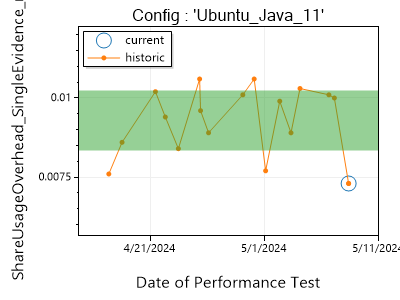 Config : 'Ubuntu_Java_11'
current
historic
ShareUsageOverhead_SingleEvidence_
0.01
0.0075
4/21/2024
5/1/2024
5/11/2024
Date of Performance Test